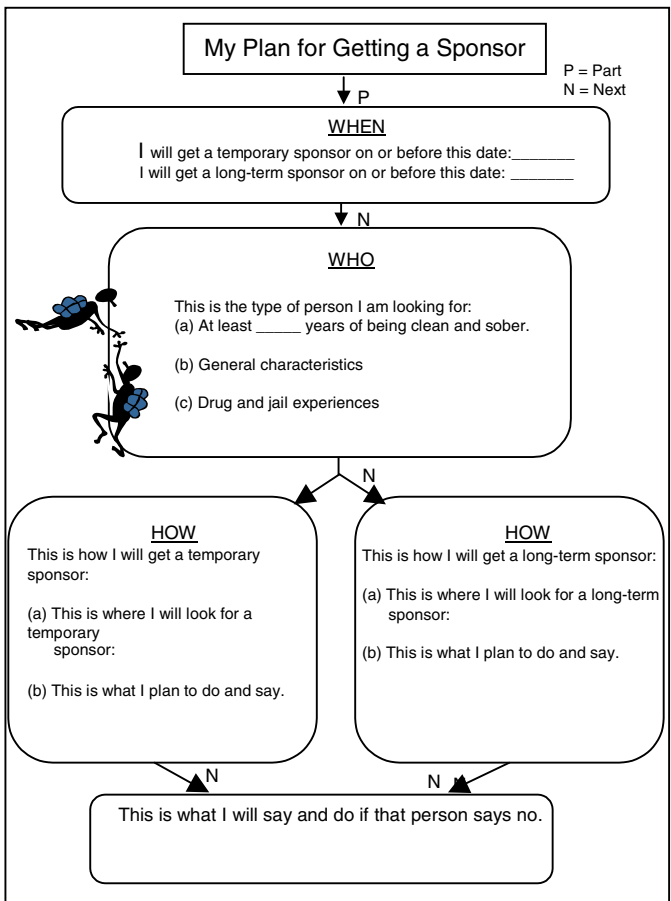 My Plan for Getting a Sponsor
P = Part
N = Next
P
WHEN
I will get a temporary sponsor on or before this date:_______
I will get a long-term sponsor on or before this date: _______
N
WHO
This is the type of person I am looking for:
(a) At least _____ years of being clean and sober.
(b) General characteristics
(c) Drug and jail experiences
N
HOW
This is how I will get a temporary
sponsor:
(a) This is where I will look for a
temporary
sponsor:
(b) This is what I plan to do and say.
HOW
This is how I will get a long-term sponsor:
(a) This is where I will look for a long-term
sponsor:
(b) This is what I plan to do and say.
N
N
This is what I will say and do if that person says no.